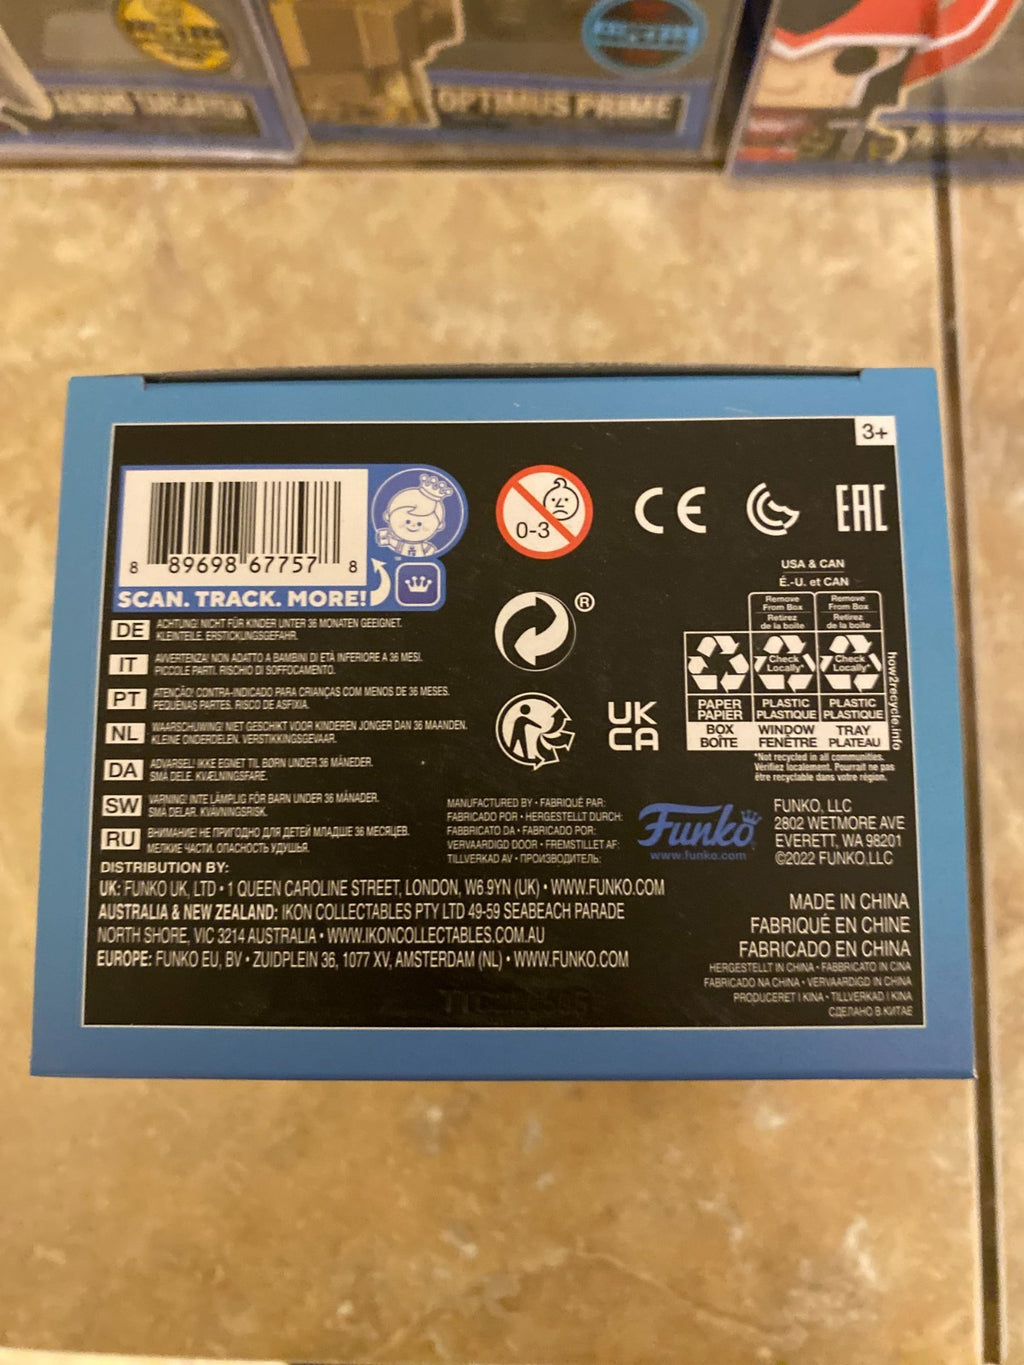 OPTIMUS PRIME
3+
8 89698 67757 8
SCAN. TRACK. MORE!
0-3
CE
EAC
®
USA & CAN
É.-U. et CAN
Remove From Box
Retirez de la boîte
Remove From Box
Retirez de la boîte
Check Locally*
Check Locally*
PAPER
PAPIER
PLASTIC
PLASTIQUE
PLASTIC
PLASTIQUE
BOX
BOÎTE
WINDOW
FENÊTRE
TRAY
PLATEAU
how2recycle.info
*Not recycled in all communities.
Vérifiez localement. Pourrait ne pas
être recyclable dans votre région.
UK
CA
DE ACHTUNG! NICHT FÜR KINDER UNTER 36 MONATEN GEEIGNET.
KLEINTEILE. ERSTICKUNGSGEFAHR.
IT AVVERTENZA! NON ADATTO A BAMBINI DI ETÀ INFERIORE A 36 MESI.
PICCOLE PARTI. RISCHIO DI SOFFOCAMENTO.
PT ATENÇÃO! CONTRA-INDICADO PARA CRIANÇAS COM MENOS DE 36 MESES.
PEQUENAS PARTES. RISCO DE ASFIXIA.
NL WAARSCHUWING! NIET GESCHIKT VOOR KINDEREN JONGER DAN 36 MAANDEN.
KLEINE ONDERDELEN. VERSTIKKINGSGEVAAR.
DA ADVARSEL! IKKE EGNET TIL BØRN UNDER 36 MÅNEDER.
SMÅ DELE. KVÆLNINGSFARE.
SW VARNING! INTE LÄMPLIG FÖR BARN UNDER 36 MÅNADER.
SMÅ DELAR. KVÄVNINGSRISK.
RU ВНИМАНИЕ! НЕ ПРИГОДНО ДЛЯ ДЕТЕЙ МЛАДШЕ 36 МЕСЯЦЕВ.
МЕЛКИЕ ЧАСТИ. ОПАСНОСТЬ УДУШЬЯ.
MANUFACTURED BY • FABRIQUÉ PAR:
FABRICADO POR • HERGESTELLT DURCH:
FABBRICATO DA • FABRICADO POR:
VERVAARDIGD DOOR • FREMSTILLET AF:
TILLVERKAD AV • ПРОИЗВОДИТЕЛЬ:
Funko
www.funko.com
FUNKO, LLC
2802 WETMORE AVE
EVERETT, WA 98201
©2022 FUNKO,LLC
DISTRIBUTION BY:
UK: FUNKO UK, LTD • 1 QUEEN CAROLINE STREET, LONDON, W6 9YN (UK) • WWW.FUNKO.COM
AUSTRALIA & NEW ZEALAND: IKON COLLECTABLES PTY LTD 49-59 SEABEACH PARADE
NORTH SHORE, VIC 3214 AUSTRALIA • WWW.IKONCOLLECTABLES.COM.AU
EUROPE: FUNKO EU, BV • ZUIDPLEIN 36, 1077 XV, AMSTERDAM (NL) • WWW.FUNKO.COM
MADE IN CHINA
FABRIQUÉ EN CHINE
FABRICADO EN CHINA
HERGESTELLT IN CHINA • FABBRICATO IN CINA
FABRICADO NA CHINA • VERVAARDIGD IN CHINA
PRODUCERET I KINA • TILLVERKAD I KINA
СДЕЛАНО В КИТАЕ